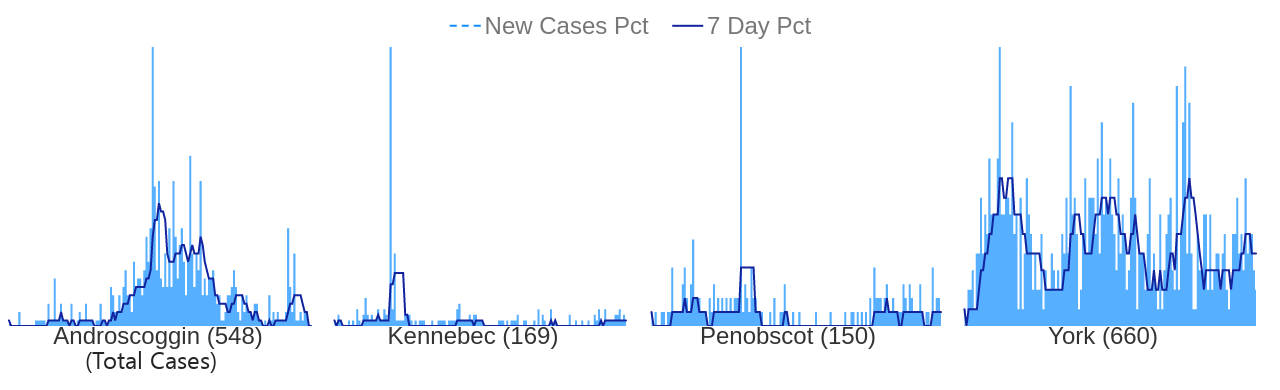 New Cases Pct 7 Day Pct
Androscoggin (548) Kennebec (169) Penobscot (150) York (660)
(Total Cases)